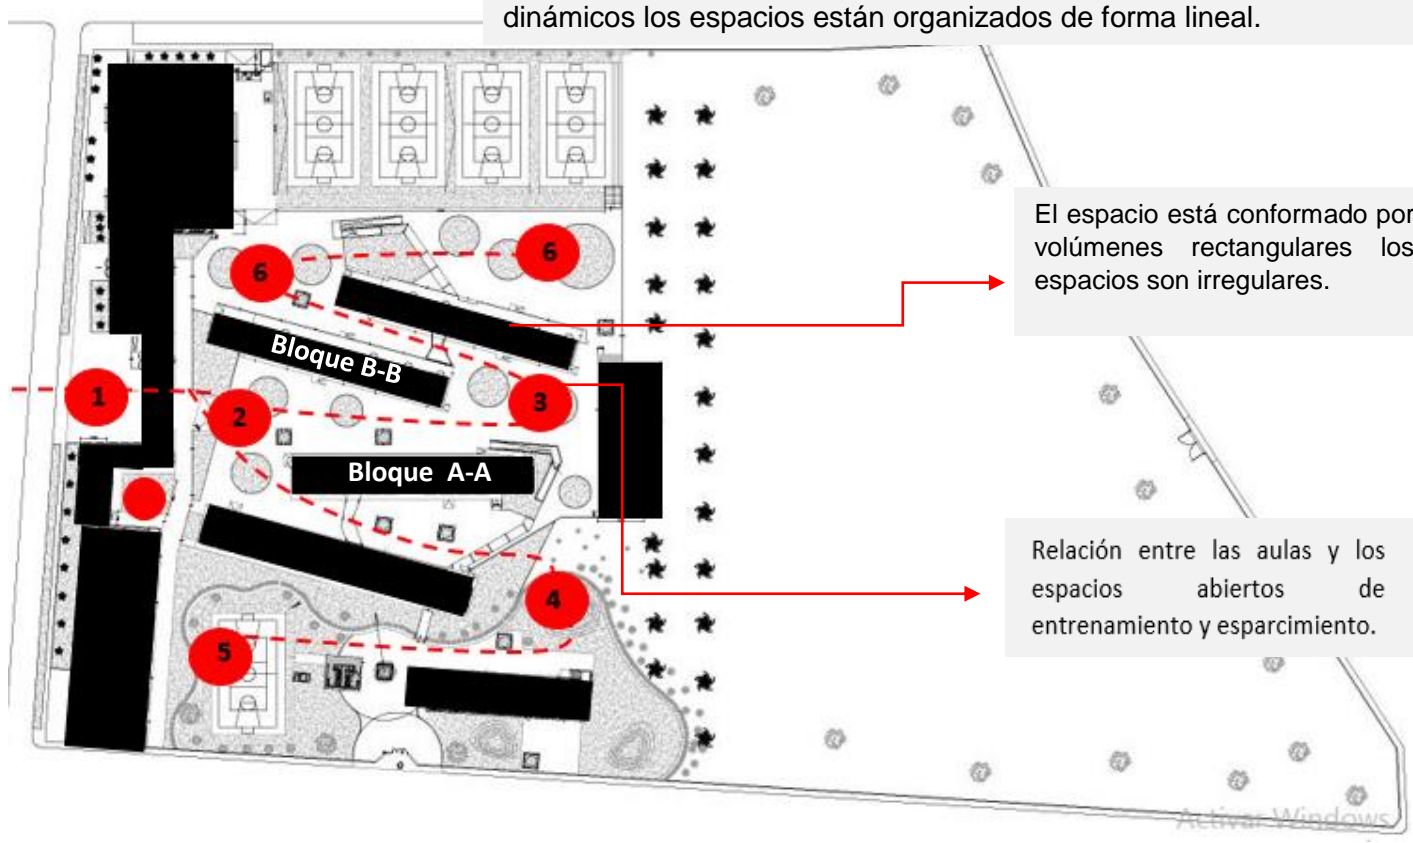 dinámicos los espacios están organizados de forma lineal.
El espacio está conformado por
volúmenes rectangulares los
espacios son irregulares.
6
6
Bloque B-B
1
2
3
Bloque A-A
Relación entre las aulas y los
espacios abiertos de
entrenamiento y esparcimiento.
4
5
Activar Windows